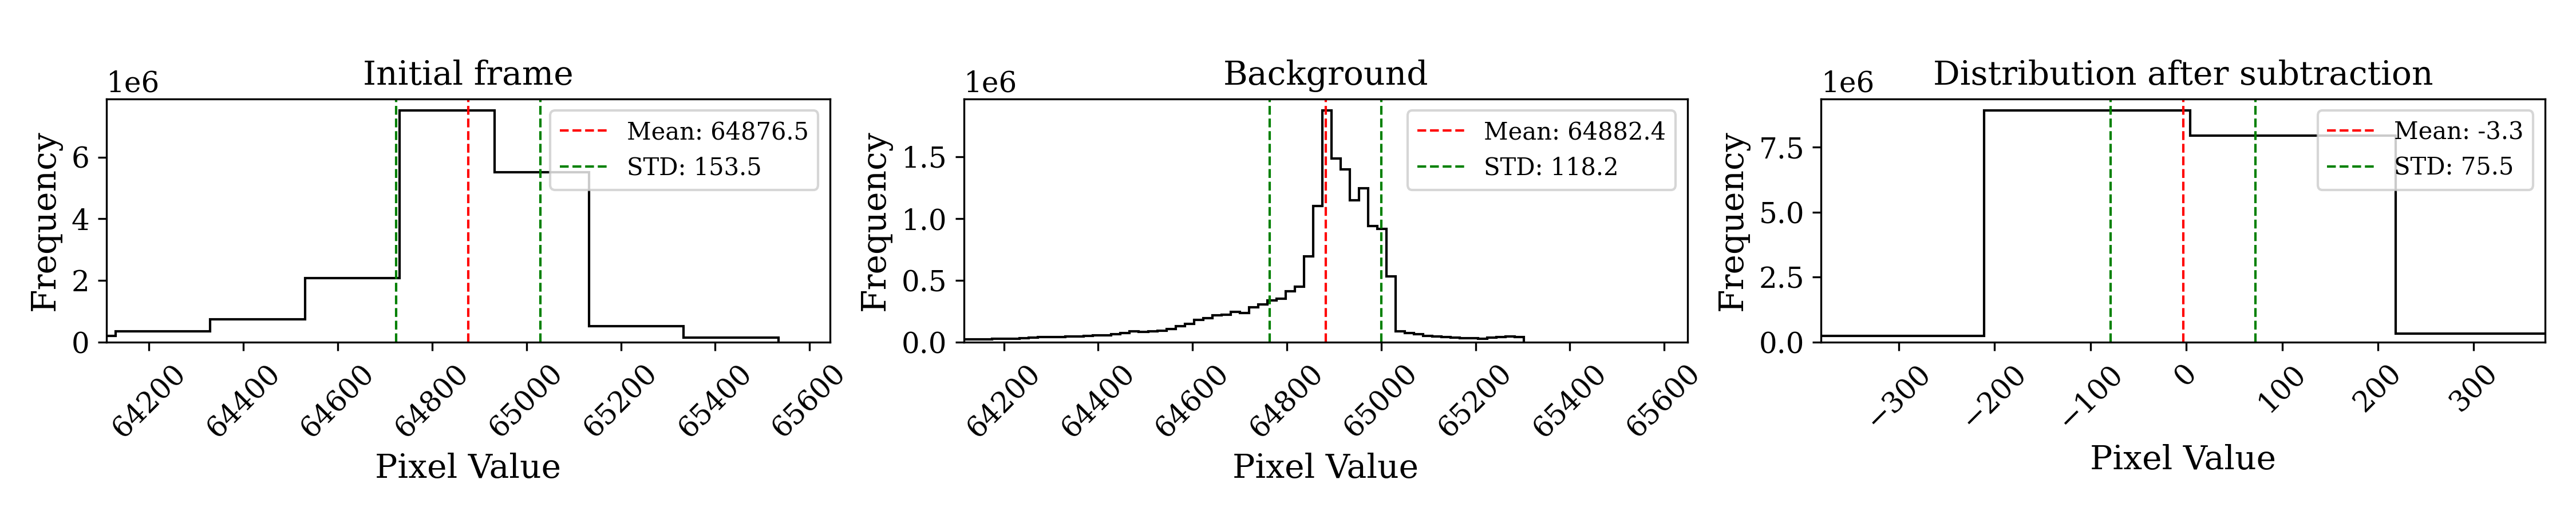 Initial frame
1e6
Mean: 64876.5
STD: 153.5
Frequency
6
4
2
0
64200
64400
64600
64800
65000
65200
65400
65600
Pixel Value
Background
1e6
Mean: 64882.4
STD: 118.2
Frequency
1.5
1.0
0.5
0.0
64200
64400
64600
64800
65000
65200
65400
65600
Pixel Value
Distribution after subtraction
1e6
Mean: -3.3
STD: 75.5
Frequency
7.5
5.0
2.5
0.0
−300
−200
−100
0
100
200
300
Pixel Value